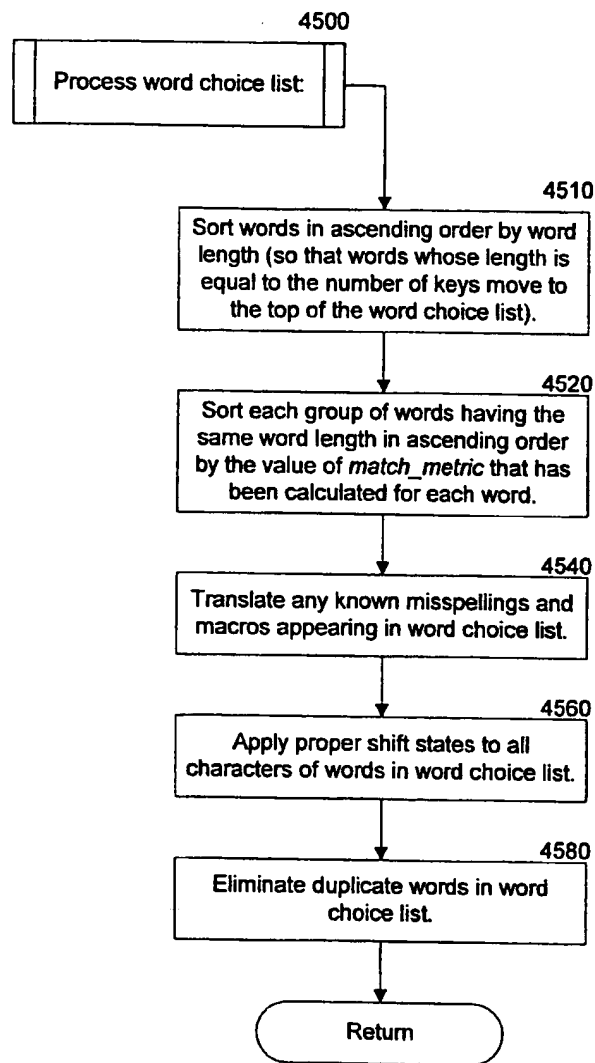 4500
Process word choice list:
4510
Sort words in ascending order by word
length (so that words whose length is
equal to the number of keys move to
the top of the word choice list).
4520
Sort each group of words having the
same word length in ascending order
by the value of match_metric that has
been calculated for each word.
4540
Translate any known misspellings and
macros appearing in word choice list.
4560
Apply proper shift states to all
characters of words in word choice list.
4580
Eliminate duplicate words in word
choice list.
Return